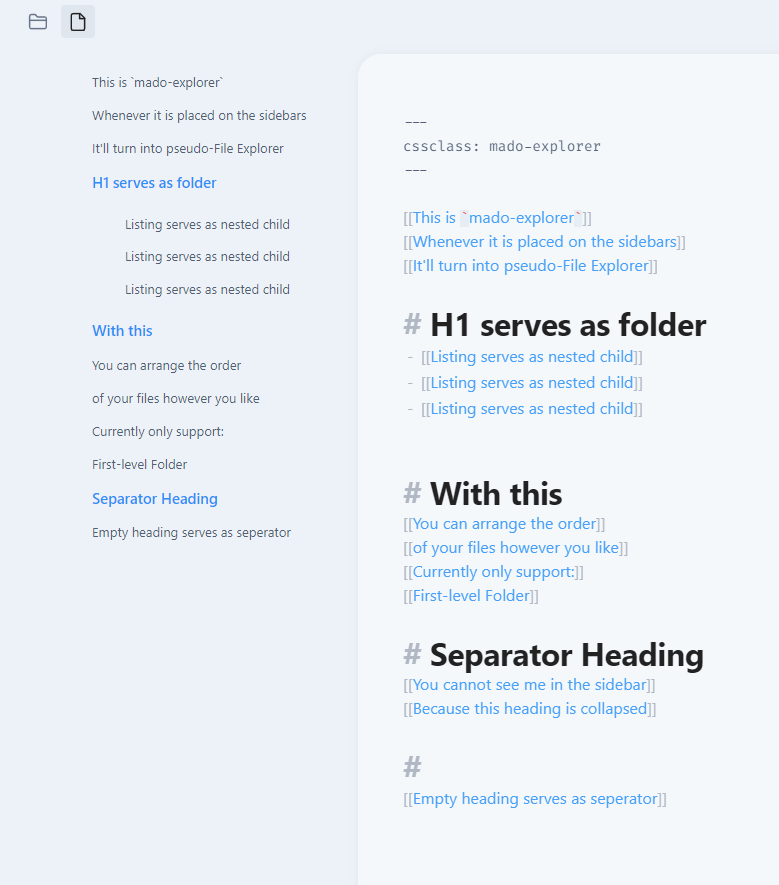 This is `mado-explorer`
Whenever it is placed on the sidebars
It'll turn into pseudo-File Explorer
H1 serves as folder
Listing serves as nested child
Listing serves as nested child
Listing serves as nested child
With this
You can arrange the order
of your files however you like
Currently only support:
First-level Folder
Separator Heading
Empty heading serves as seperator
---
cssclass: mado-explorer
---
[[This is `mado-explorer`]]
[[Whenever it is placed on the sidebars]]
[[It'll turn into pseudo-File Explorer]]
# H1 serves as folder
- [[Listing serves as nested child]]
- [[Listing serves as nested child]]
- [[Listing serves as nested child]]
# With this
[[You can arrange the order]]
[[of your files however you like]]
[[Currently only support:]]
[[First-level Folder]]
# Separator Heading
[[You cannot see me in the sidebar]]
[[Because this heading is collapsed]]
#
[[Empty heading serves as seperator]]